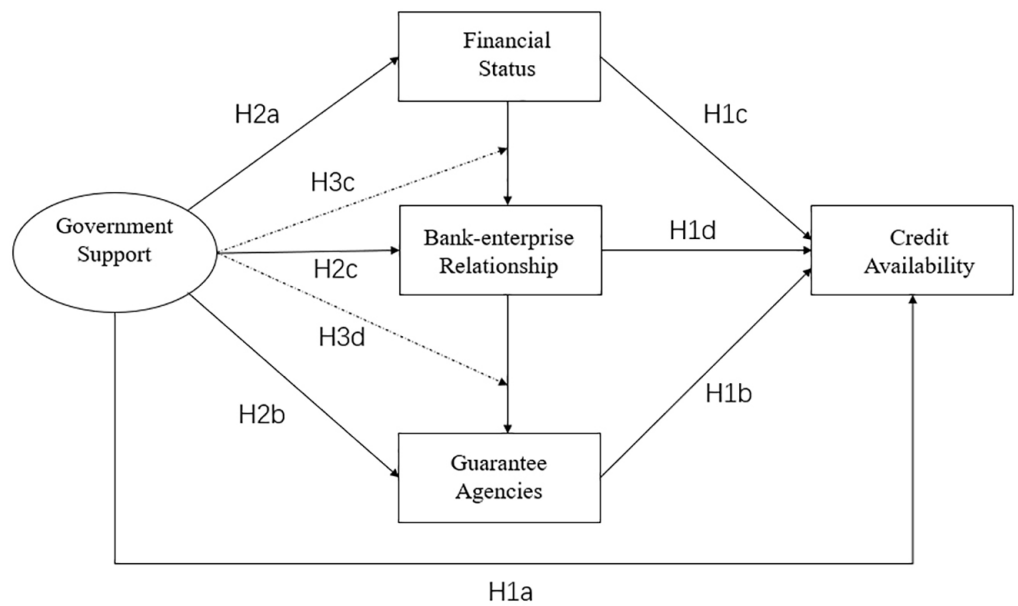 Financial
Status
H2a
H1c
H3c
Government
Support
Bank-enterprise
Relationship
H1d
Credit
Availability
H2c
H3d
H2b
H1b
Guarantee
Agencies
H1a